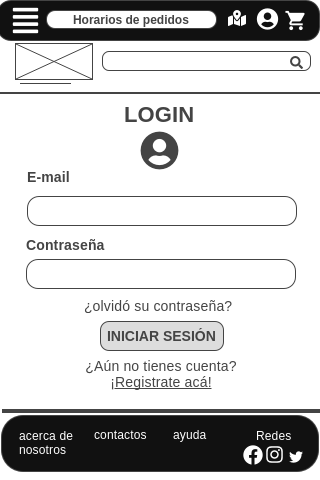 Horarios de pedidos
LOGIN
E-mail
Contraseña
¿olvidó su contraseña?
INICIAR SESIÓN
¿Aún no tienes cuenta?
¡Registrate acá!
acerca de
nosotros
contactos
ayuda
Redes